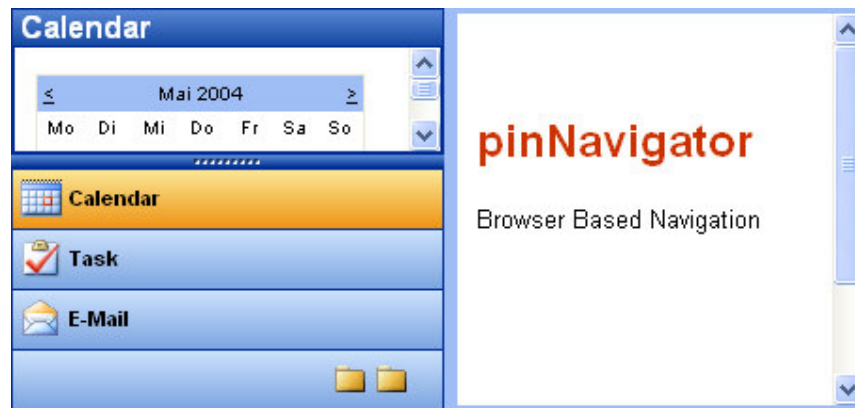 Calendar
< Mai 2004 >
Mo Di Mi Do Fr Sa So
Calendar
Task
E-Mail
pinNavigator
Browser Based Navigation